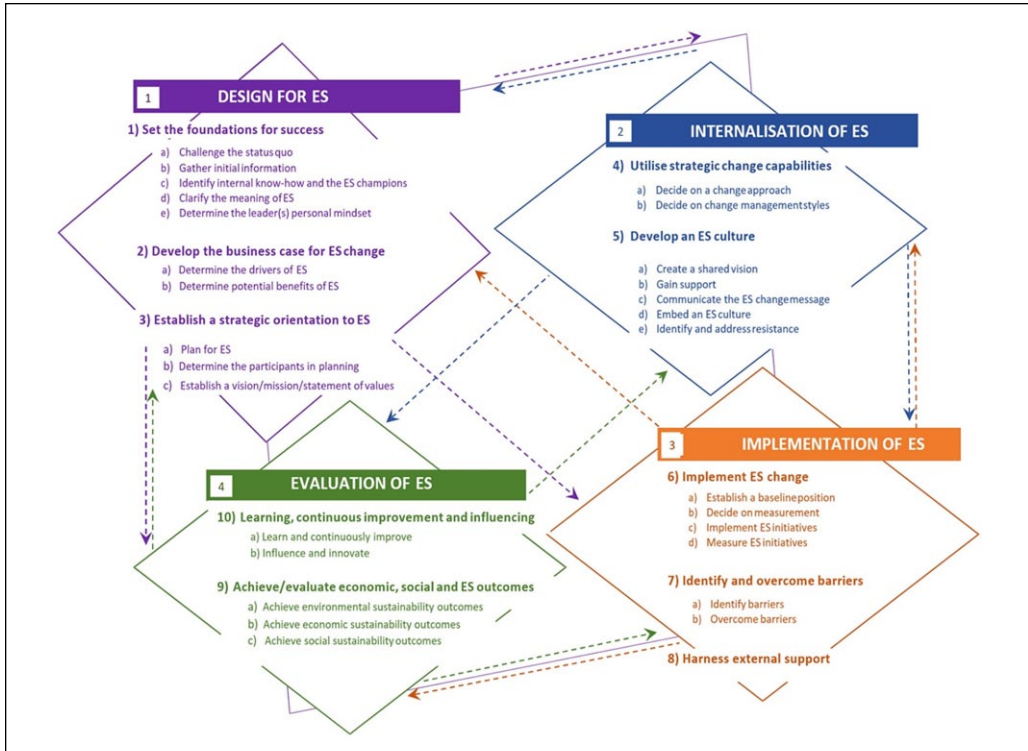 1 DESIGN FOR ES
1) Set the foundations for success
a) Challenge the status quo
b) Gather initial information
c) Identify internal know-how and the ES champions
d) Clarify the meaning of ES
e) Determine the leader(s) personal mindset
2) Develop the business case for ES change
a) Determine the drivers of ES
b) Determine potential benefits of ES
3) Establish a strategic orientation to ES
a) Plan for ES
b) Determine the participants in planning
c) Establish a vision/mission/statement of values
2 INTERNALISATION OF ES
4) Utilise strategic change capabilities
a) Decide on a change approach
b) Decide on change management styles
5) Develop an ES culture
a) Create a shared vision
b) Gain support
c) Communicate the ES change message
d) Embed an ES culture
e) Identify and address resistance
3 IMPLEMENTATION OF ES
6) Implement ES change
a) Establish a baseline position
b) Decide on measurement
c) Implement ES initiatives
d) Measure ES initiatives
7) Identify and overcome barriers
a) Identify barriers
b) Overcome barriers
8) Harness external support
4 EVALUATION OF ES
10) Learning, continuous improvement and influencing
a) Learn and continuously improve
b) Influence and innovate
9) Achieve/evaluate economic, social and ES outcomes
a) Achieve environmental sustainability outcomes
b) Achieve economic sustainability outcomes
c) Achieve social sustainability outcomes